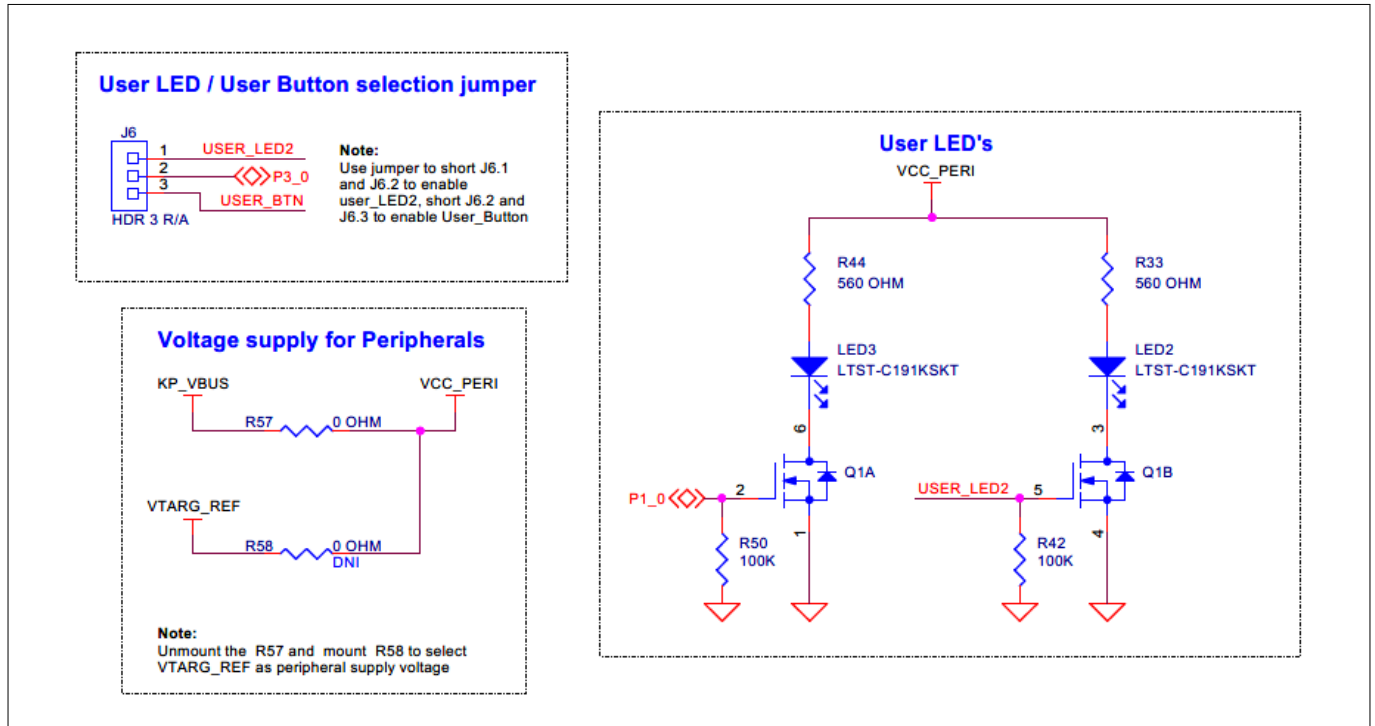 User LED / User Button selection jumper
J6
1
USER_LED2
2
P3_0
3
USER_BTN
HDR 3 R/A
Note:
Use jumper to short J6.1
and J6.2 to enable
user_LED2, short J6.2 and
J6.3 to enable User_Button
Voltage supply for Peripherals
KP_VBUS
VCC_PERI
R57
0 OHM
VTARG_REF
R58
0 OHM
DNI
Note:
Unmount the R57 and mount R58 to select
VTARG_REF as peripheral supply voltage
User LED's
VCC_PERI
R44
560 OHM
R33
560 OHM
LED3
LTST-C191KSKT
LED2
LTST-C191KSKT
6
3
Q1A
Q1B
P1_0
2
USER_LED2
5
1
4
R50
100K
R42
100K